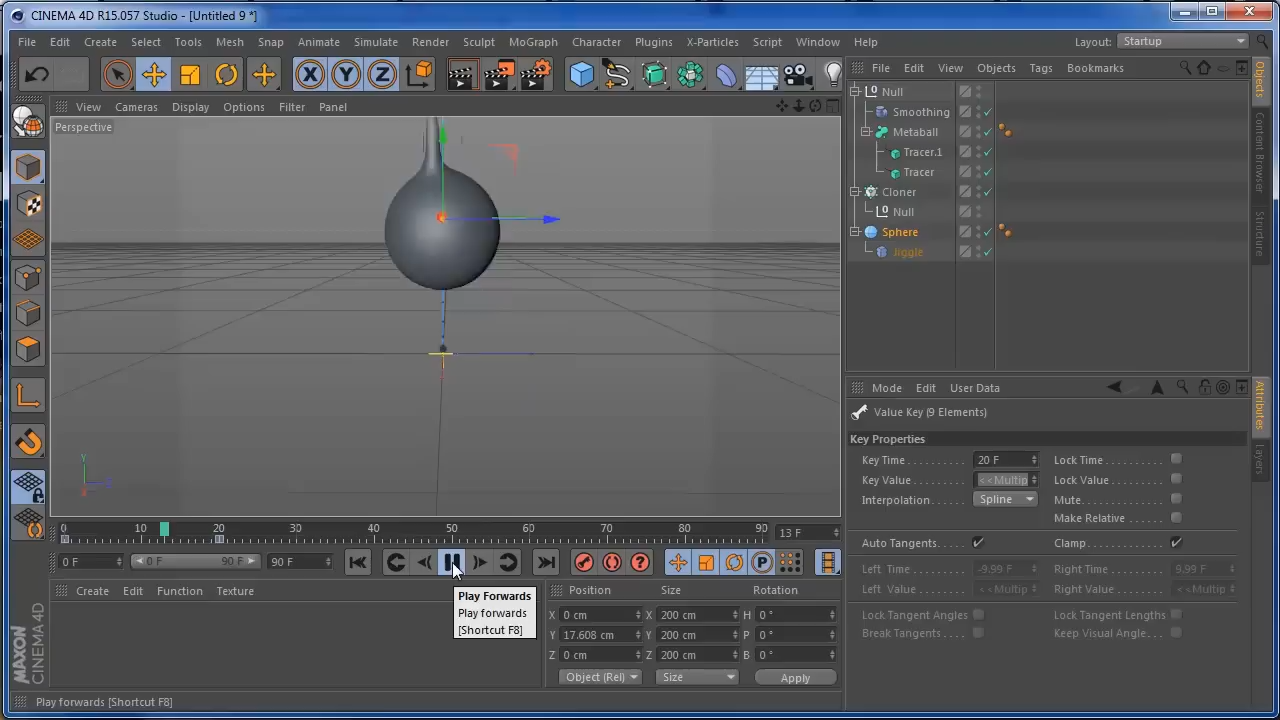 CINEMA 4D R15.057 Studio - [Untitled 9 *]
File Edit Create Select Tools Mesh Snap Animate Simulate Render Sculpt MoGraph Character Plugins X-Particles Script Window Help Layout: Startup
X Y Z
View Cameras Display Options Filter Panel
Perspective
File Edit View Objects Tags Bookmarks
Null
Smoothing
Metaball
Tracer.1
Tracer
Cloner
Null
Sphere
Jiggle
Objects
Content Browser
Structure
Mode Edit User Data
Value Key (9 Elements)
Key Properties
Key Time 20 F Lock Time
Key Value <<Multip Lock Value
Interpolation Spline Mute
Make Relative
Auto Tangents Clamp
Left Time -9.99 F Right Time 9.99 F
Left Value <<Multip Right Value <<Multip
Lock Tangent Angles Lock Tangent Lengths
Break Tangents Keep Visual Angle
Attributes
Layers
Y
0 10 20 30 40 50 60 70 80 90 13 F
0 F 0 F 90 F 90 F P
Play Forwards
Play forwards
[Shortcut F8]
Create Edit Function Texture
Position Size Rotation
X 0 cm X 200 cm H 0 °
Y 17.608 cm Y 200 cm P 0 °
Z 0 cm Z 200 cm B 0 °
Object (Rel) Size Apply
MAXON
CINEMA 4D
Play forwards [Shortcut F8]